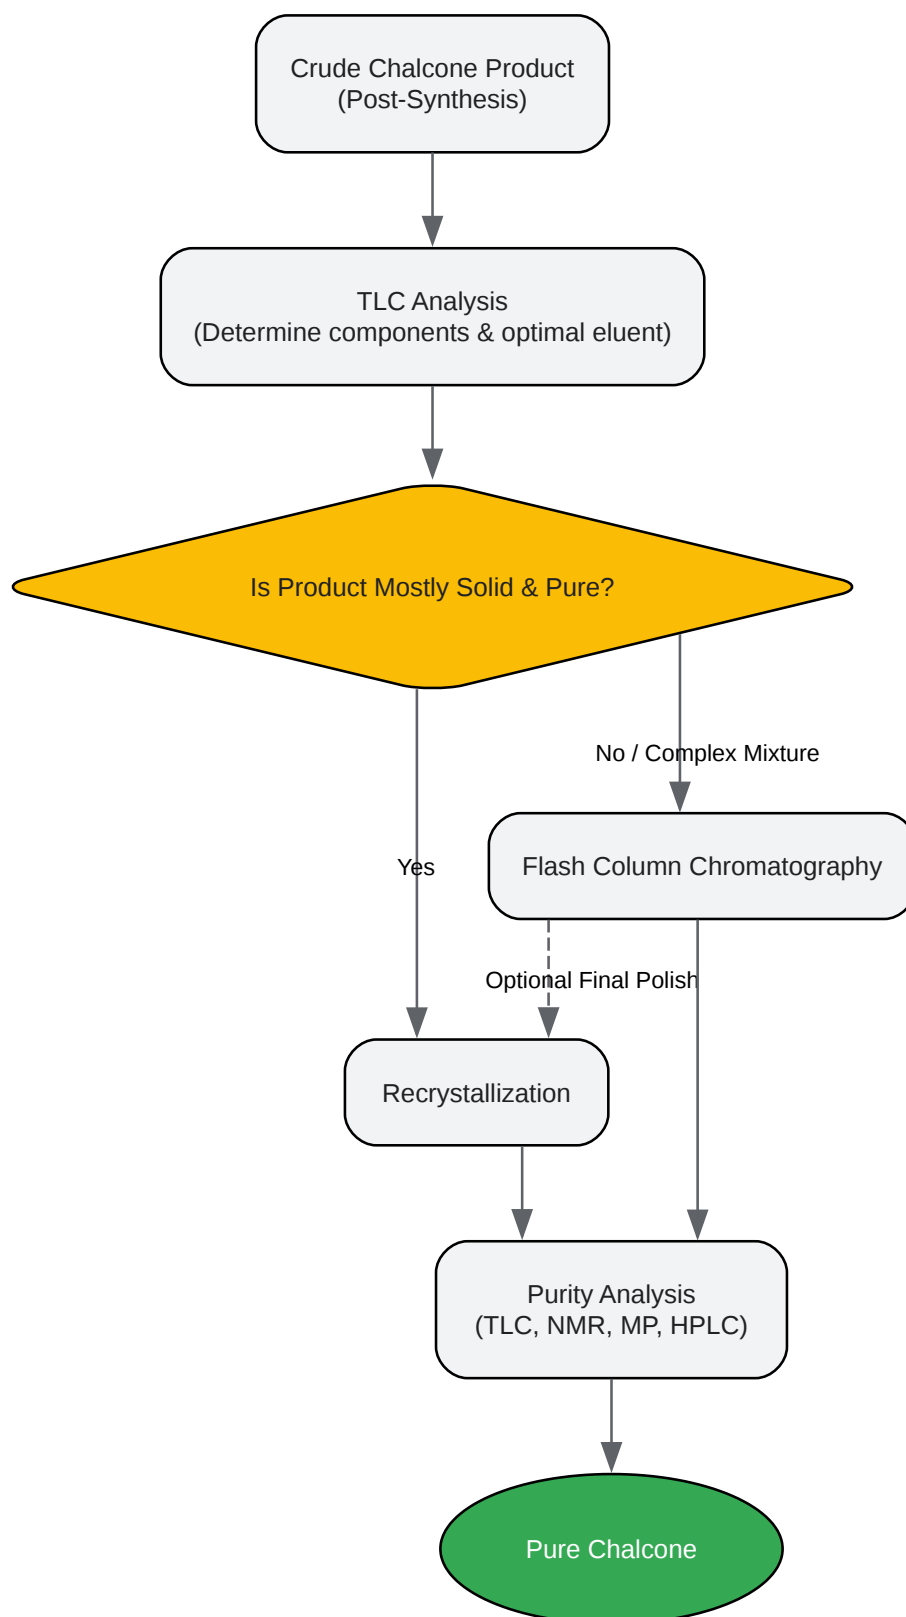 Crude Chalcone Product
(Post-Synthesis)
TLC Analysis
(Determine components & optimal eluent)
Is Product Mostly Solid & Pure?
No / Complex Mixture
Yes
Flash Column Chromatography
Optional Final Polish
Recrystallization
Purity Analysis
(TLC, NMR, MP, HPLC)
Pure Chalcone